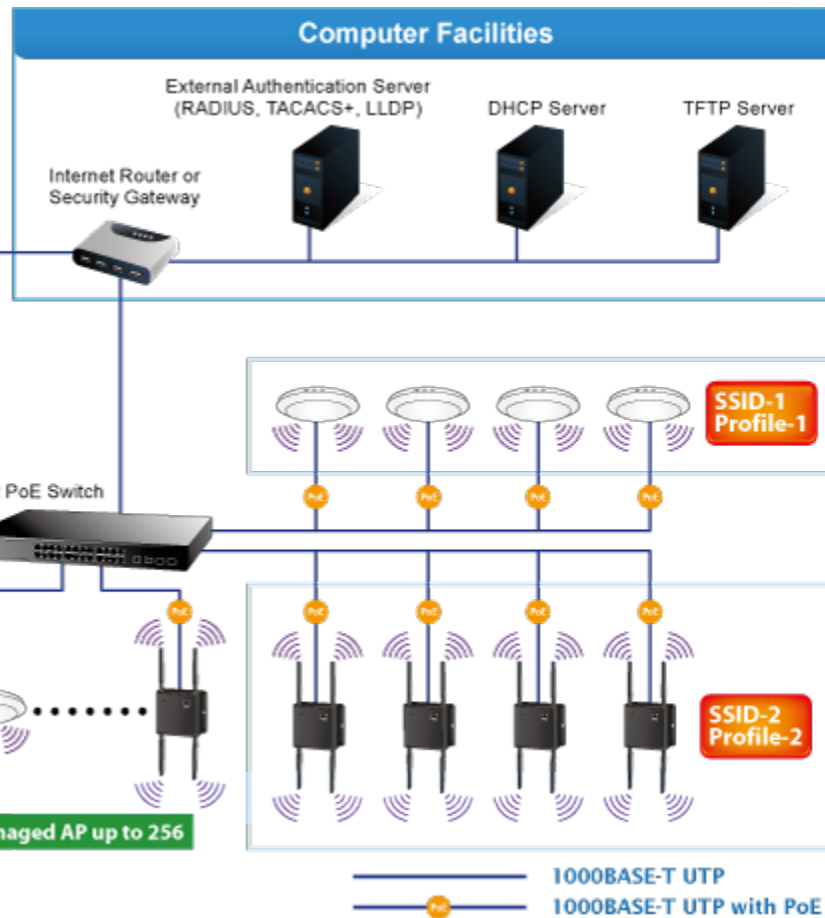 Computer Facilities
External Authentication Server
(RADIUS, TACACS+, LLDP)
DHCP Server
TFTP Server
Internet Router or
Security Gateway
SSID-1
Profile-1
PoE Switch
PoE
PoE
PoE
PoE
PoE
PoE
PoE
PoE
PoE
SSID-2
Profile-2
naged AP up to 256
1000BASE-T UTP
PoE
1000BASE-T UTP with PoE